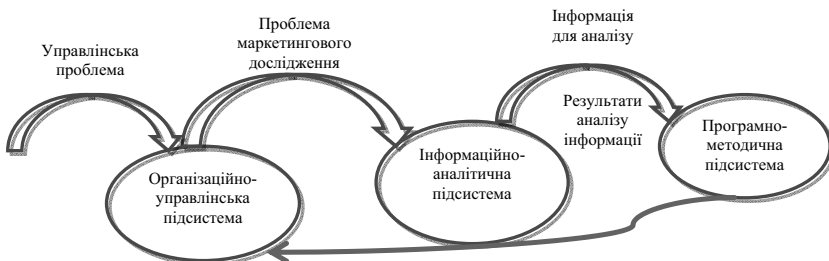 Управлінська
проблема
Проблема
маркетингового
дослідження
Інформація
для аналізу
Результати
аналізу
інформації
Організаційно-
управлінська
підсистема
Інформаційно-
аналітична
підсистема
Програмно-
методична
підсистема